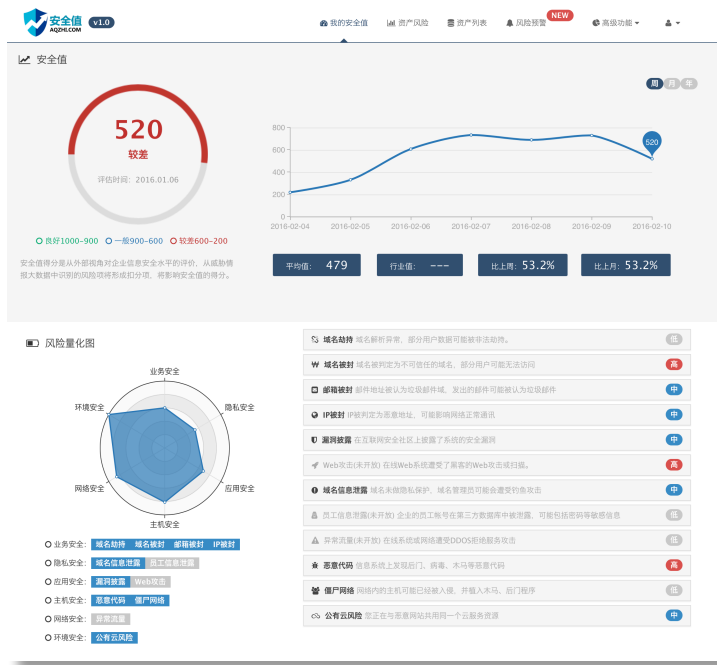 安全值 v1.0
AQZHI.COM
我的安全值 资产风险 资产列表 风险预警 NEW 高级功能
安全值
周 月 年
520
较差
评估时间：2016.01.06
良好1000-900 一般900-600 较差600-200
安全值得分是从外部视角对企业信息安全水平的评价，从威胁情
报大数据中识别的风险项将形成扣分项，将影响安全值的得分。
800
600
400
200
0
520
2016-02-04 2016-02-05 2016-02-06 2016-02-07 2016-02-08 2016-02-09 2016-02-10
平均值: 479 行业值: --- 比上周: 53.2% 比上月: 53.2%
风险量化图
业务安全
隐私安全
应用安全
主机安全
网络安全
环境安全
业务安全: 域名劫持 域名被封 邮箱被封 IP被封
隐私安全: 域名信息泄露 员工信息泄露
应用安全: 漏洞披露 Web攻击
主机安全: 恶意代码 僵尸网络
网络安全: 异常流量
环境安全: 公有云风险
域名劫持 域名解析异常，部分用户数据可能被非法劫持。 低
域名被封 域名被判定为不可信任的域名，部分用户可能无法访问 高
邮箱被封 邮件地址被认为垃圾邮件域，发出的邮件可能被认为垃圾邮件 中
IP被封 IP被判定为恶意地址，可能影响网络正常通讯 中
漏洞披露 在互联网安全社区上披露了系统的安全漏洞 中
Web攻击(未开放) 在线Web系统遭受了黑客的Web攻击或扫描。 高
域名信息泄露 域名未做隐私保护，域名管理员可能会遭受钓鱼攻击 中
员工信息泄露(未开放) 企业的员工帐号在第三方数据库中被泄露，可能包括密码等敏感信息 低
异常流量(未开放) 在线系统或网络遭受DDOS拒绝服务攻击 低
恶意代码 信息系统上发现后门、病毒、木马等恶意代码 高
僵尸网络 网络内的主机可能已经被入侵，并植入木马、后门程序 低
公有云风险 您正在与恶意网站共用同一个云服务资源 中